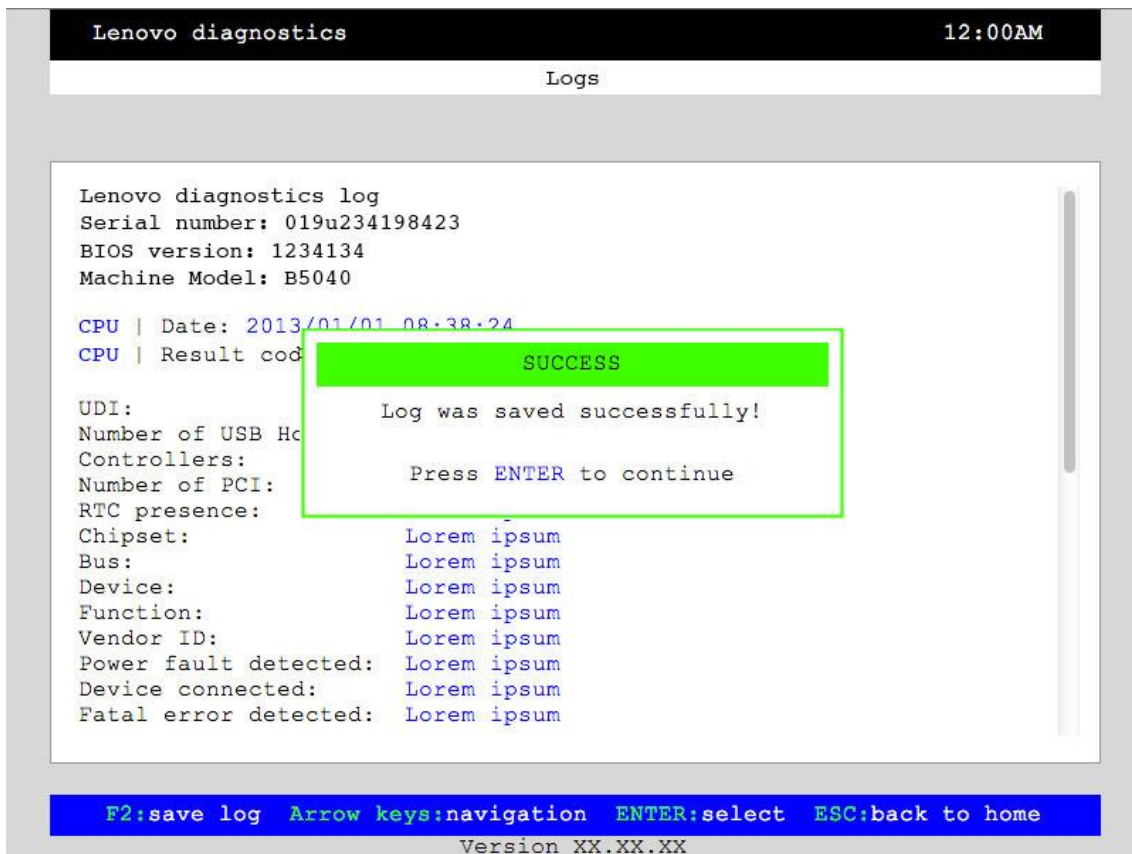 Lenovo diagnostics 12:00AM
Logs
Lenovo diagnostics log
Serial number: 019u234198423
BIOS version: 1234134
Machine Model: B5040
CPU | Date: 2013/01/01 08:38:24
CPU | Result cod
SUCCESS
Log was saved successfully!
Press ENTER to continue
UDI:
Number of USB Ho
Controllers:
Number of PCI:
RTC presence:
Chipset: Lorem ipsum
Bus: Lorem ipsum
Device: Lorem ipsum
Function: Lorem ipsum
Vendor ID: Lorem ipsum
Power fault detected: Lorem ipsum
Device connected: Lorem ipsum
Fatal error detected: Lorem ipsum
F2:save log Arrow keys:navigation ENTER:select ESC:back to home
Version XX.XX.XX